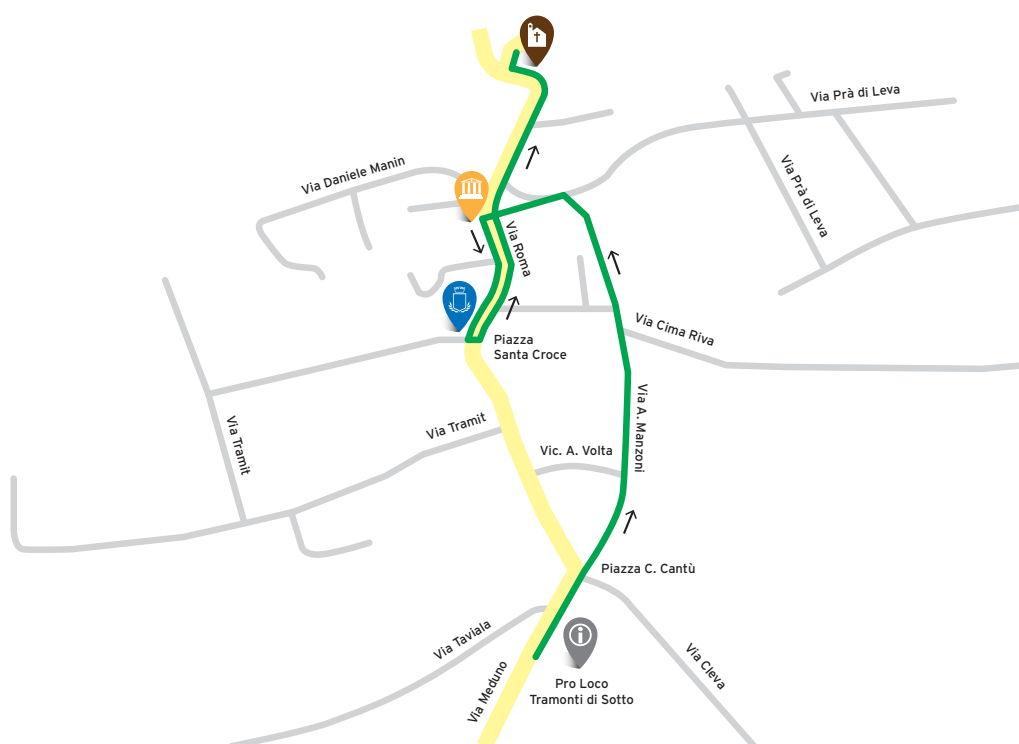 Via Prà di Leva
Via Daniele Manin
Via Prà di Leva
Via Roma
Via Cima Riva
Piazza
Santa Croce
Via A. Manzoni
Via Tramit
Via Tramit
Vic. A. Volta
Piazza C. Cantù
Via Taviala
Via Cleva
Via Meduno
Pro Loco
Tramonti di Sotto